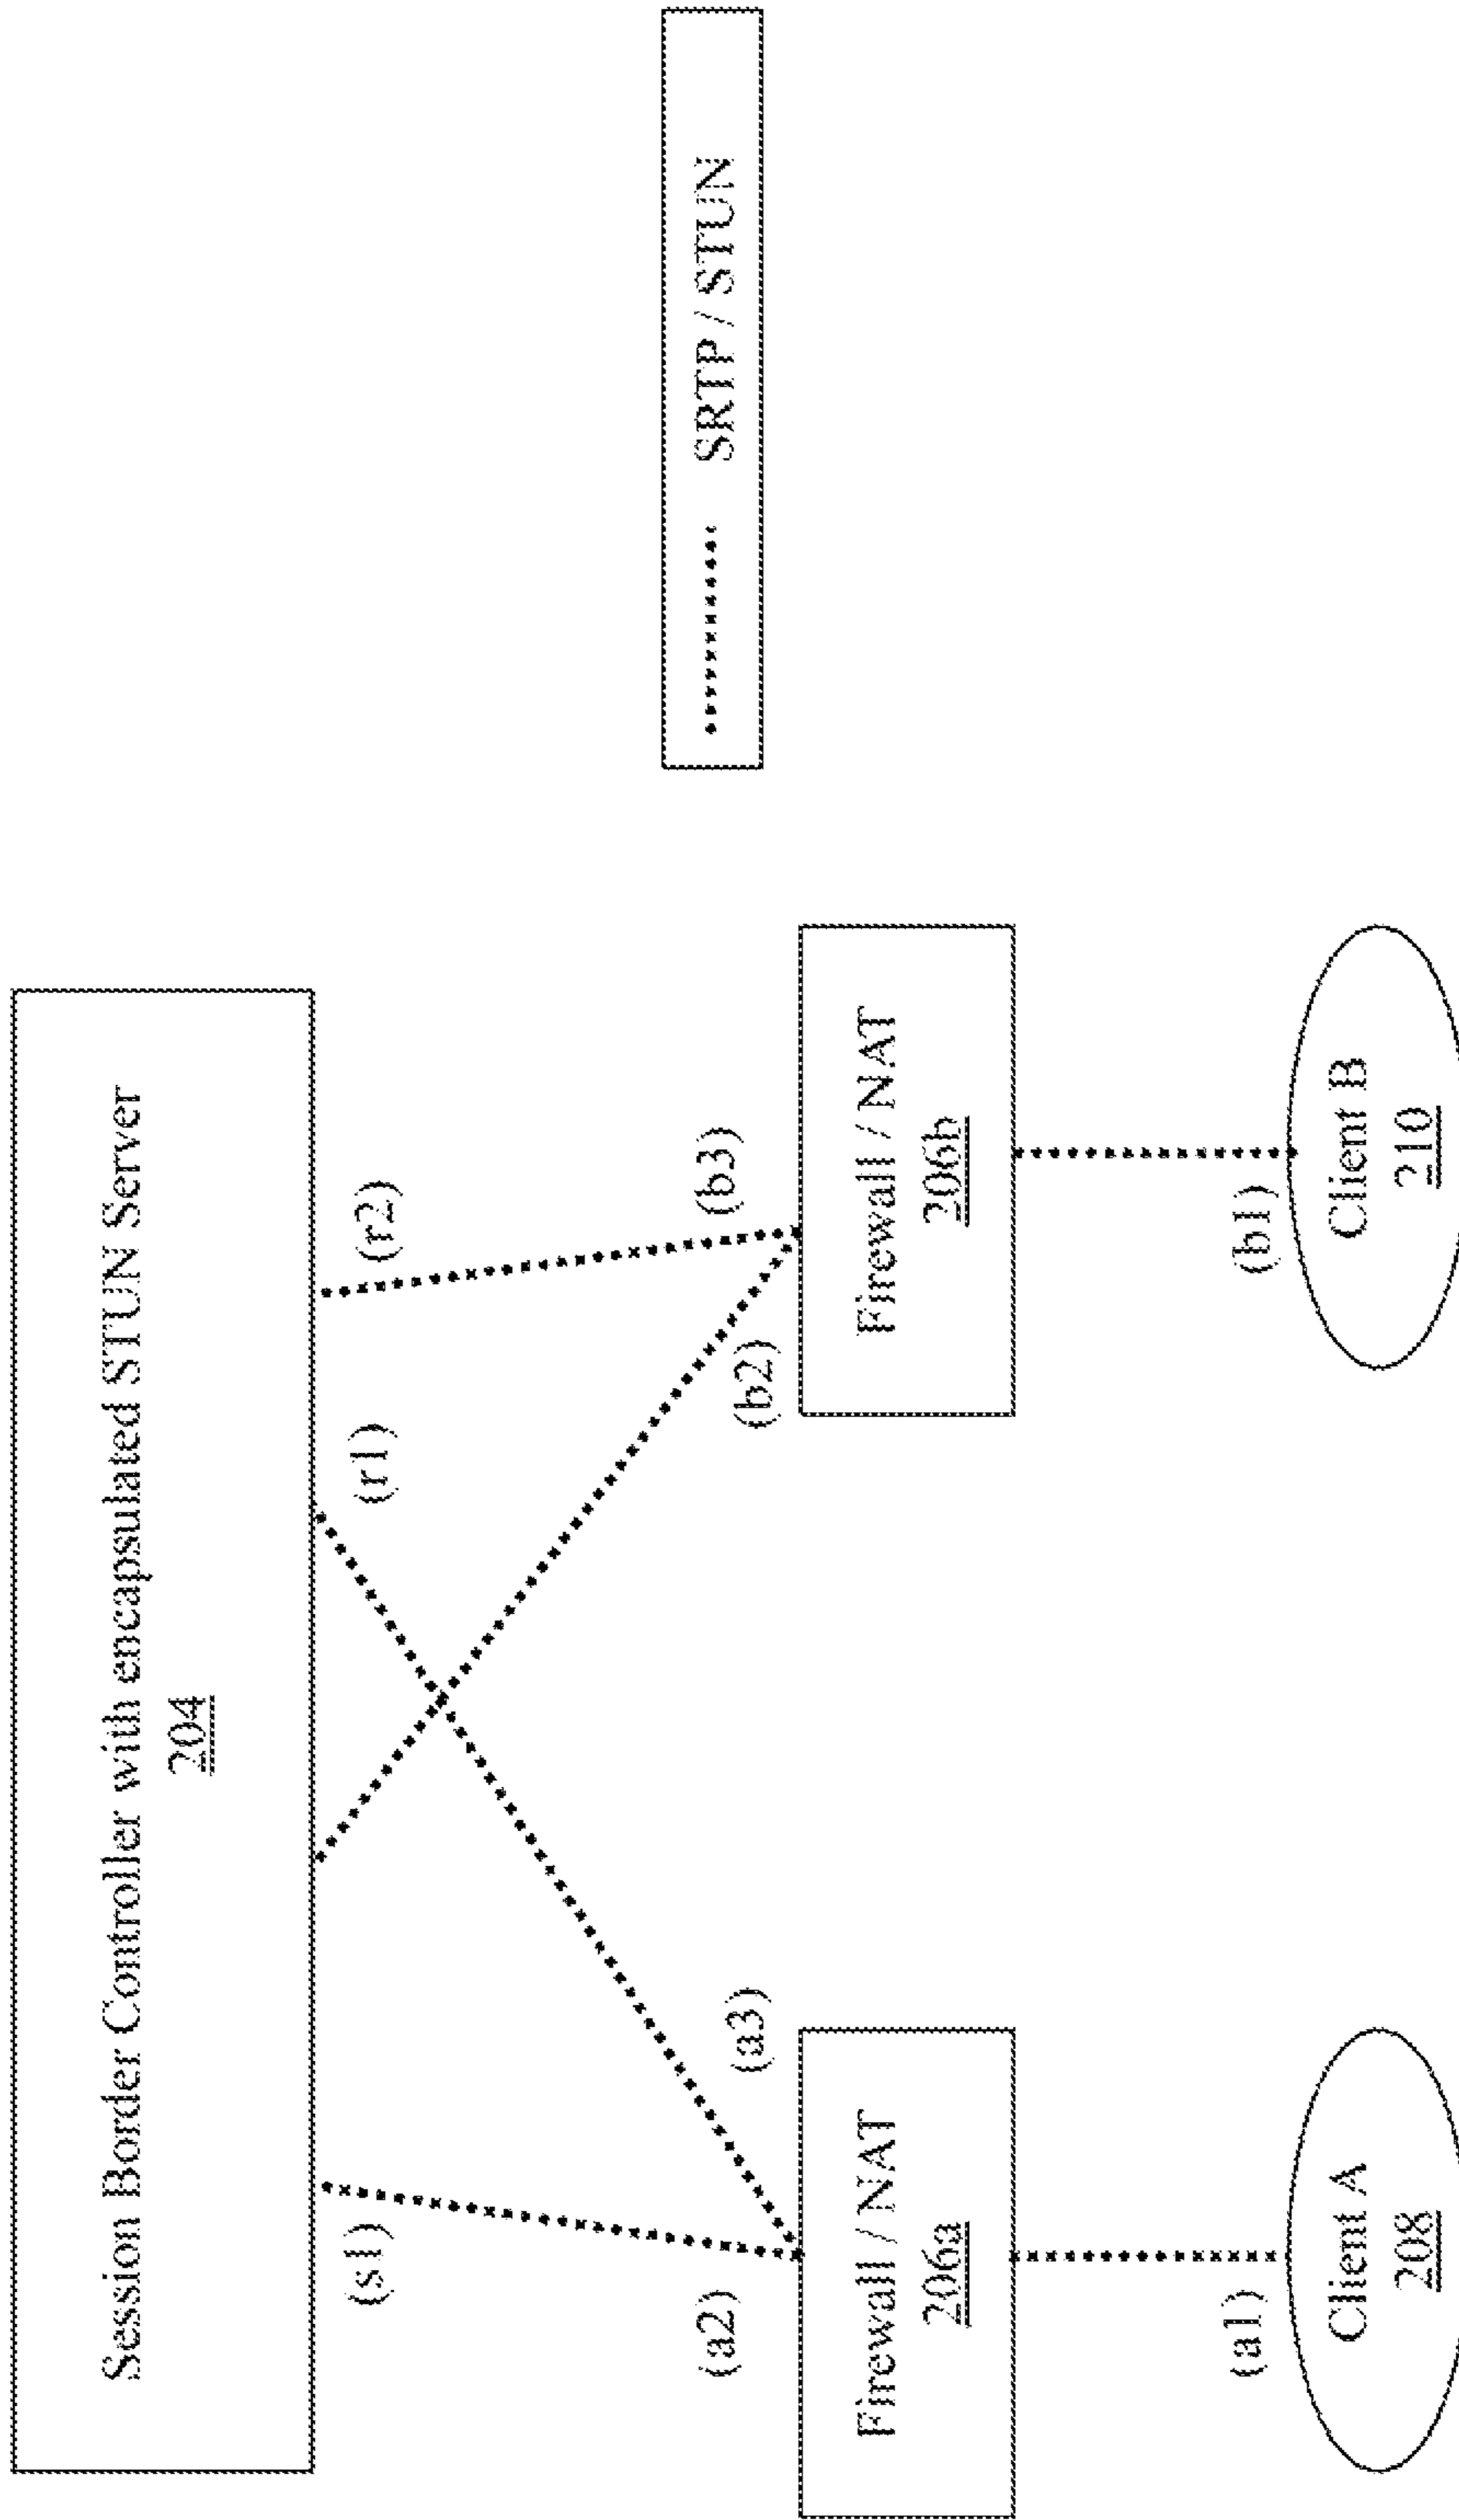 Session Border Controller with encapsulated STUN Server
204
(s1)
(r1)
(r2)
(a2)
(a3)
(b2)
(b3)
Firewall / NAT
206a
Firewall / NAT
206b
(a1)
(b1)
Client A
208
Client B
210
SRTP / STUN